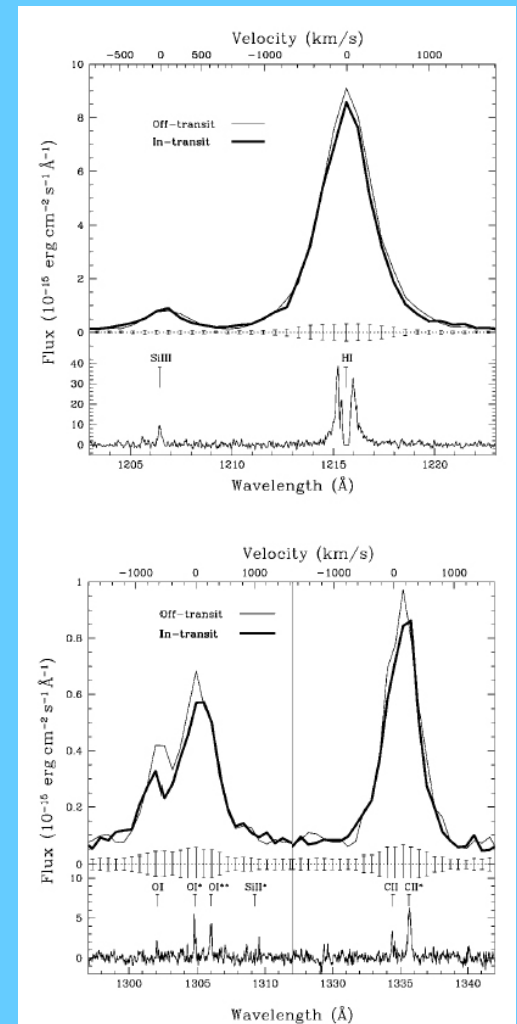 Velocity (km/s)
−500 0 500 −1000 0 1000
10
Off−transit
In−transit
8
6
4
2
0
Flux (10⁻¹⁵ erg cm⁻² s⁻¹ Å⁻¹)
SiIII HI
40
30
20
10
0
1205 1210 1215 1220
Wavelength (Å)
Velocity (km/s)
−1000 0 1000 −1000 0 1000
1
Off−transit
In−transit
0.8
0.6
0.4
0.2
0
Flux (10⁻¹⁵ erg cm⁻² s⁻¹ Å⁻¹)
OI OI* OI** SiII* CII CII*
10
5
0
1300 1305 1310 1330 1335 1340
Wavelength (Å)